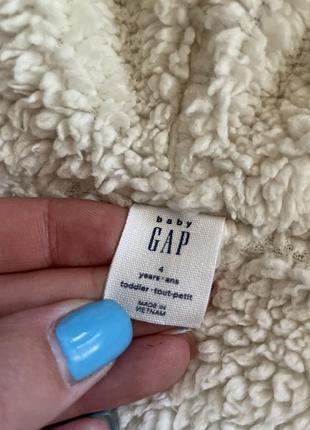 baby
GAP
4
years·ans
toddler·tout-petit
MADE IN
VIETNAM